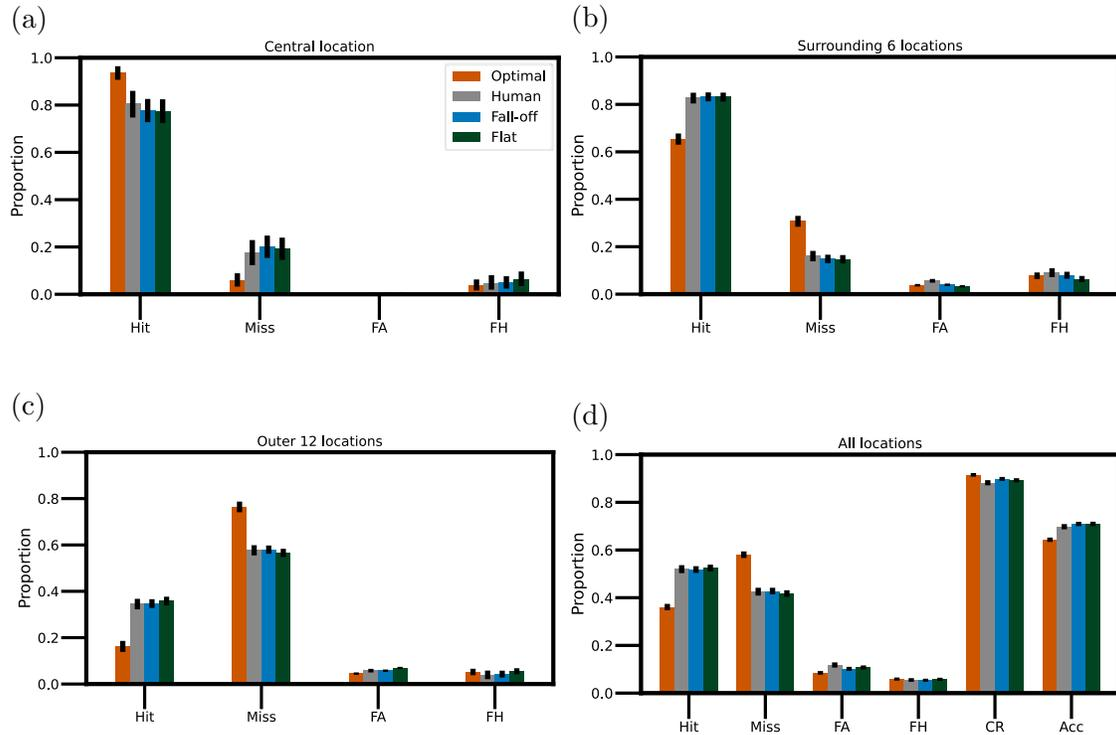 (a)
Central location
1.0
0.8
0.6
0.4
0.2
0.0
Proportion
Optimal
Human
Fall-off
Flat
Hit Miss FA FH
(b)
Surrounding 6 locations
1.0
0.8
0.6
0.4
0.2
0.0
Proportion
Hit Miss FA FH
(c)
Outer 12 locations
1.0
0.8
0.6
0.4
0.2
0.0
Proportion
Hit Miss FA FH
(d)
All locations
1.0
0.8
0.6
0.4
0.2
0.0
Proportion
Hit Miss FA FH CR Acc